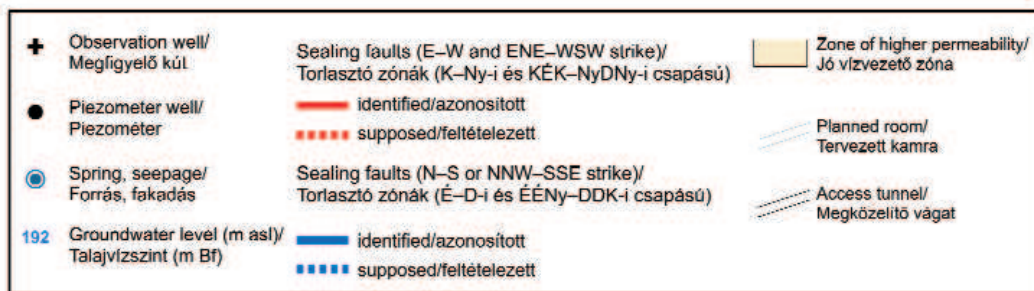 Observation well/
Megfigyelő kút
Piezometer well/
Piezométer
Spring, seepage/
Forrás, fakadás
192
Groundwater level (m asl)/
Talajvízszint (m Bf)
Sealing faults (E–W and ENE–WSW strike)/
Torlasztó zónák (K–Ny-i és KÉK–NyDNy-i csapású)
identified/azonosított
supposed/feltételezett
Sealing faults (N–S or NNW–SSE strike)/
Torlasztó zónák (É–D-i és ÉÉNy–DDK-i csapású)
identified/azonosított
supposed/feltételezett
Zone of higher permeability/
Jó vízvezető zóna
Planned room/
Tervezett kamra
Access tunnel/
Megközelítő vágat